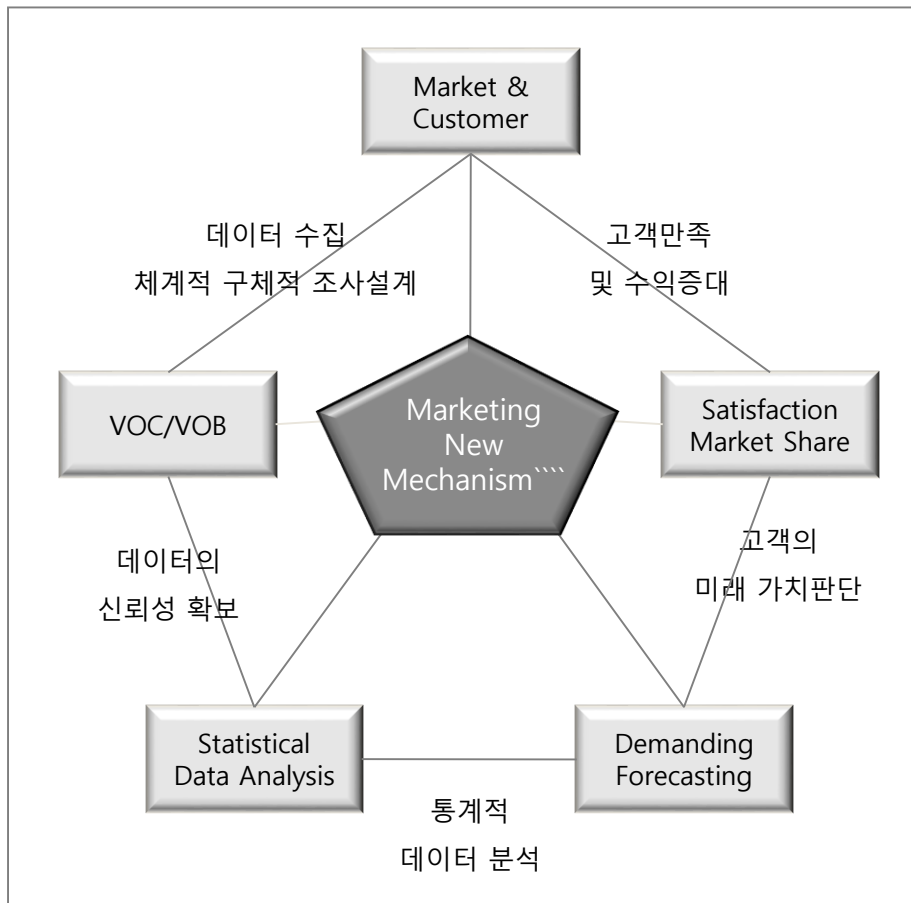 Market &
Customer
데이터 수집
체계적 구체적 조사설계
고객만족
및 수익증대
VOC/VOB
Marketing
New
Mechanism````
Satisfaction
Market Share
데이터의
신뢰성 확보
고객의
미래 가치판단
Statistical
Data Analysis
Demanding
Forecasting
통계적
데이터 분석